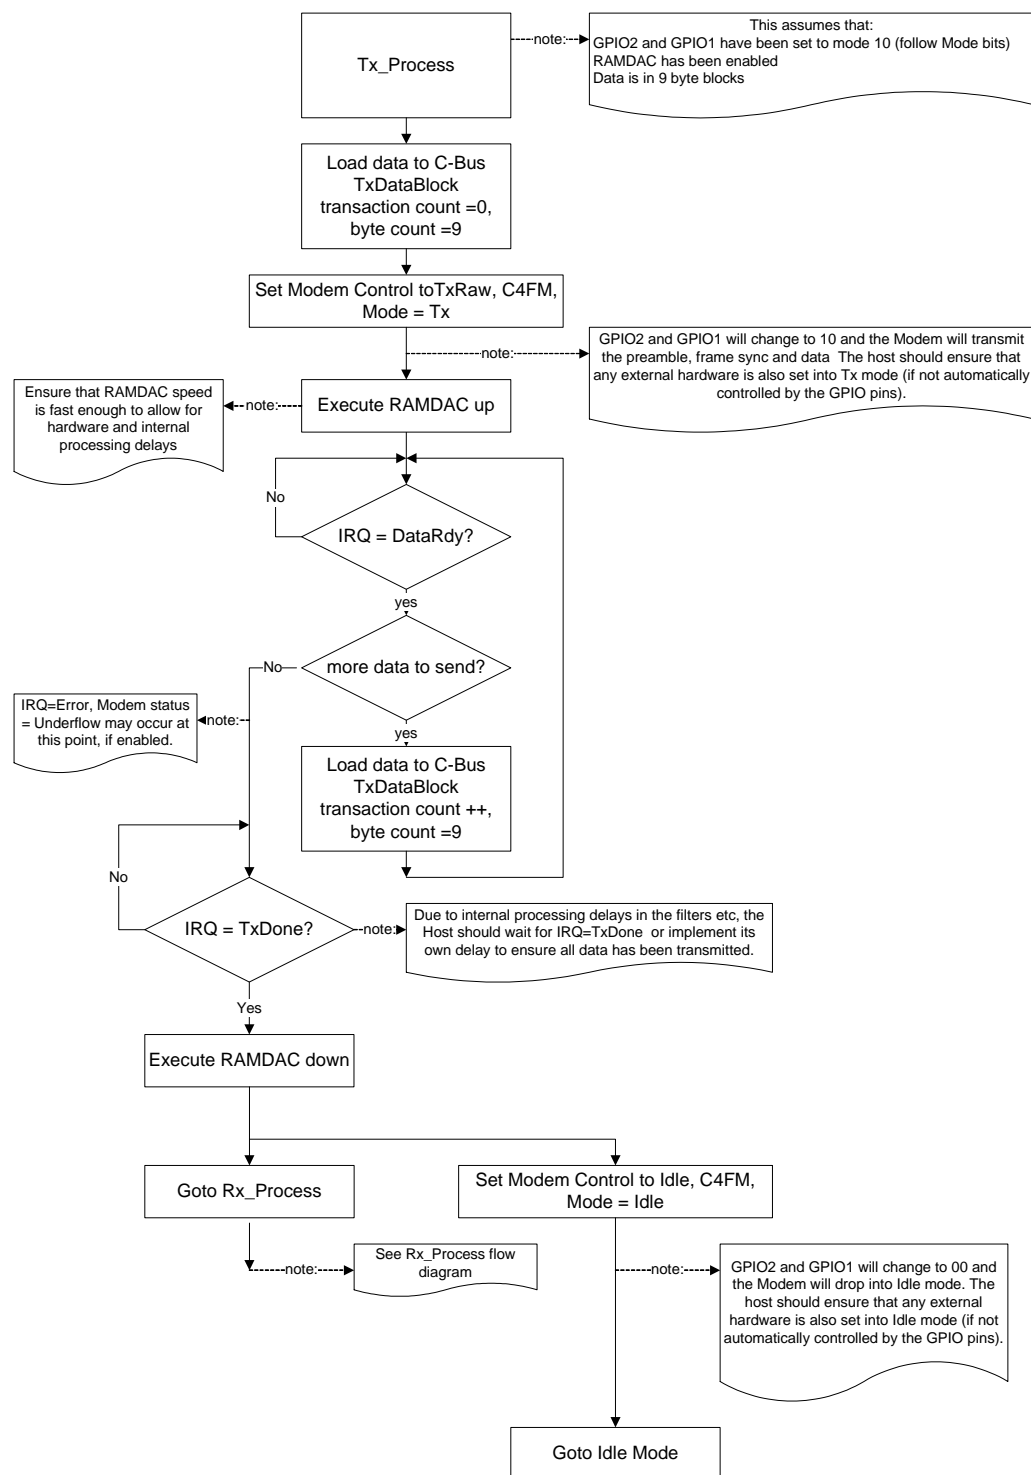 Tx_Process
note:
This assumes that:
GPIO2 and GPIO1 have been set to mode 10 (follow Mode bits)
RAMDAC has been enabled
Data is in 9 byte blocks
Load data to C-Bus
TxDataBlock
transaction count =0,
byte count =9
Set Modem Control toTxRaw, C4FM,
Mode = Tx
note:
GPIO2 and GPIO1 will change to 10 and the Modem will transmit
the preamble, frame sync and data  The host should ensure that
any external hardware is also set into Tx mode (if not automatically
controlled by the GPIO pins).
Ensure that RAMDAC speed
is fast enough to allow for
hardware and internal
processing delays
note:
Execute RAMDAC up
No
IRQ = DataRdy?
yes
No
more data to send?
IRQ=Error, Modem status
= Underflow may occur at
this point, if enabled.
note:
yes
Load data to C-Bus
TxDataBlock
transaction count ++,
byte count =9
No
IRQ = TxDone?
note:
Due to internal processing delays in the filters etc, the
Host should wait for IRQ=TxDone  or implement its
own delay to ensure all data has been transmitted.
Yes
Execute RAMDAC down
Goto Rx_Process
Set Modem Control to Idle, C4FM,
Mode = Idle
note:
See Rx_Process flow
diagram
note:
GPIO2 and GPIO1 will change to 00 and
the Modem will drop into Idle mode. The
host should ensure that any external
hardware is also set into Idle mode (if not
automatically controlled by the GPIO pins).
Goto Idle Mode